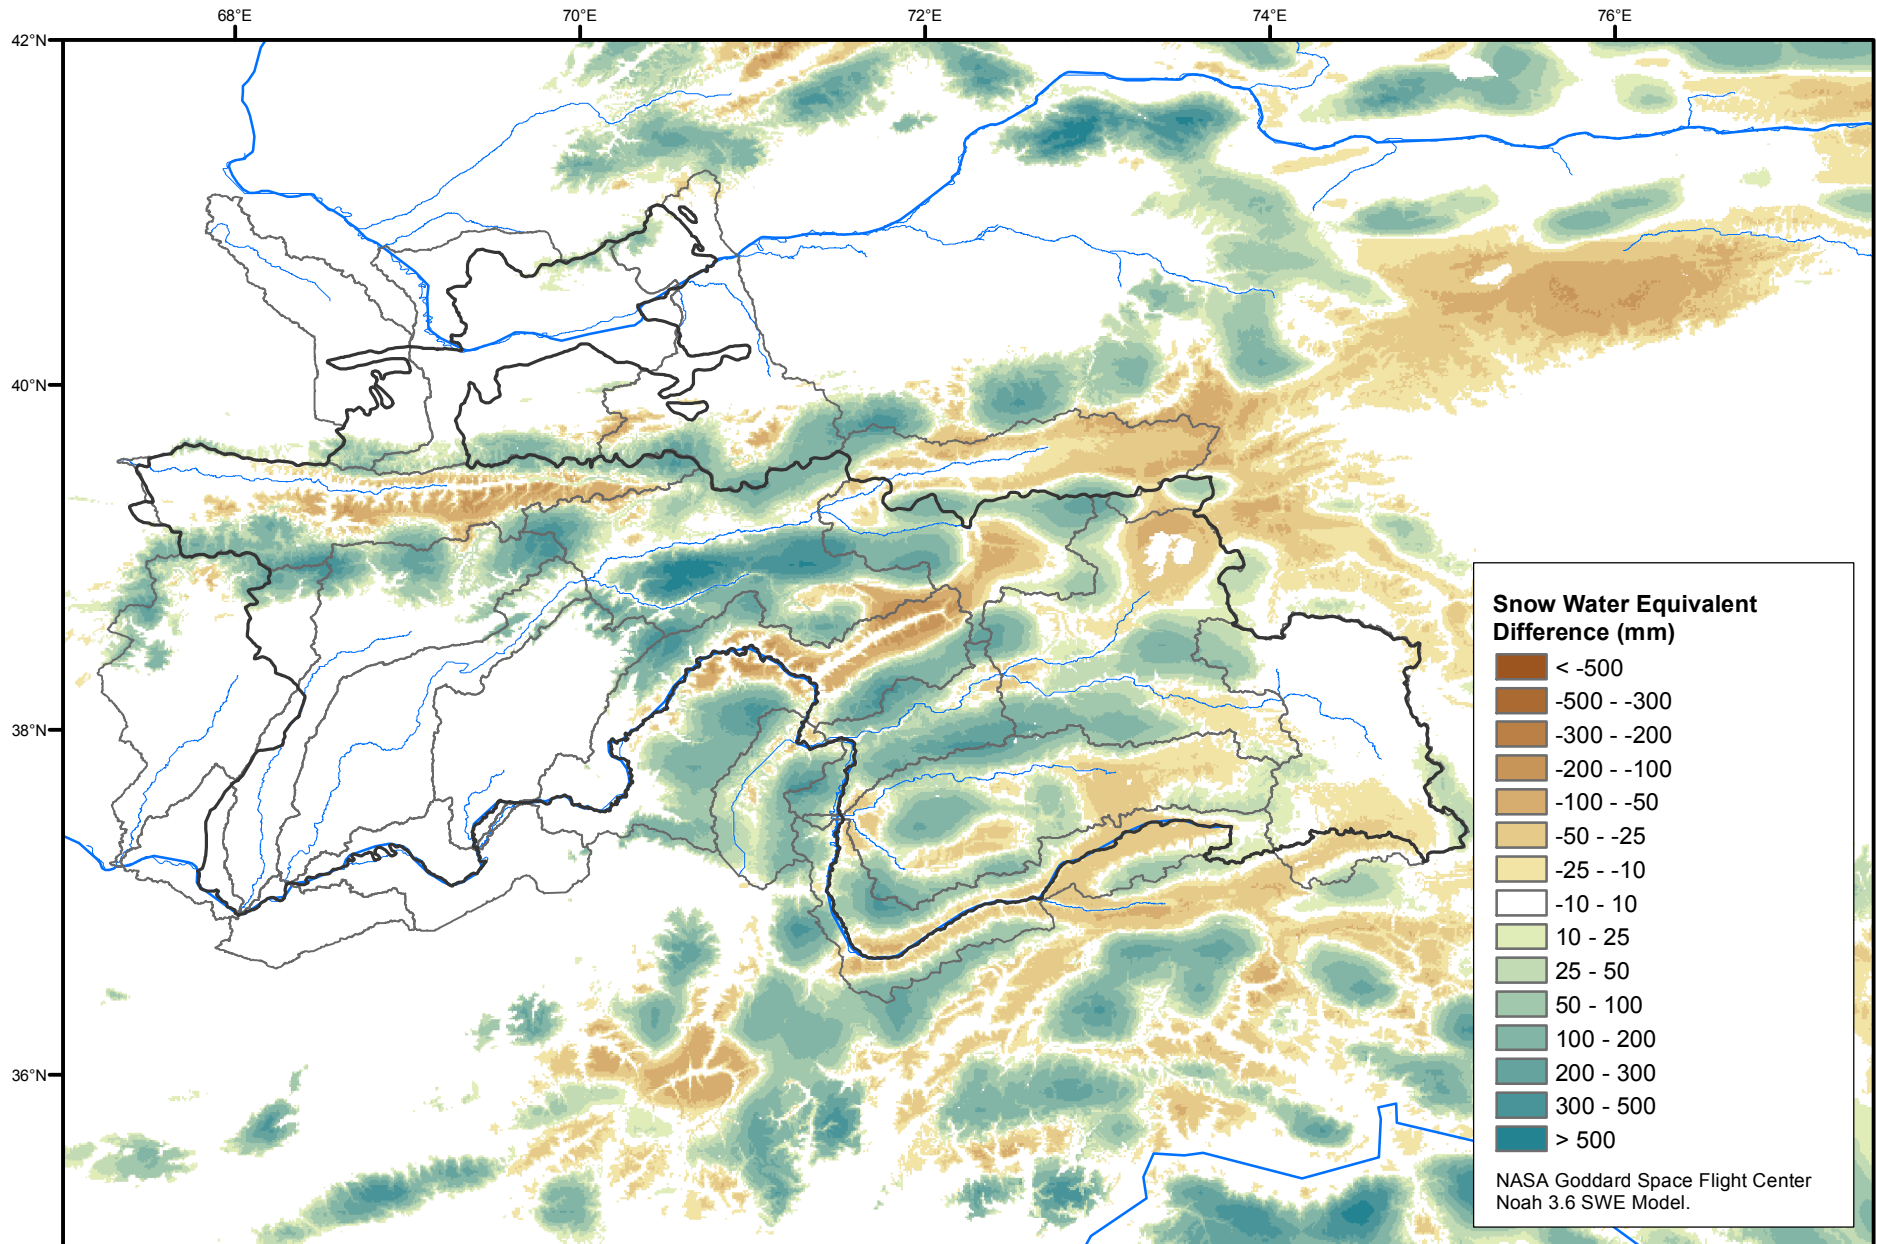 68°E
70°E
72°E
74°E
76°E
42°N
40°N
38°N
36°N
Snow Water Equivalent
Difference (mm)
< -500
-500 - -300
-300 - -200
-200 - -100
-100 - -50
-50 - -25
-25 - -10
-10 - 10
10 - 25
25 - 50
50 - 100
100 - 200
200 - 300
300 - 500
> 500
NASA Goddard Space Flight Center
Noah 3.6 SWE Model.